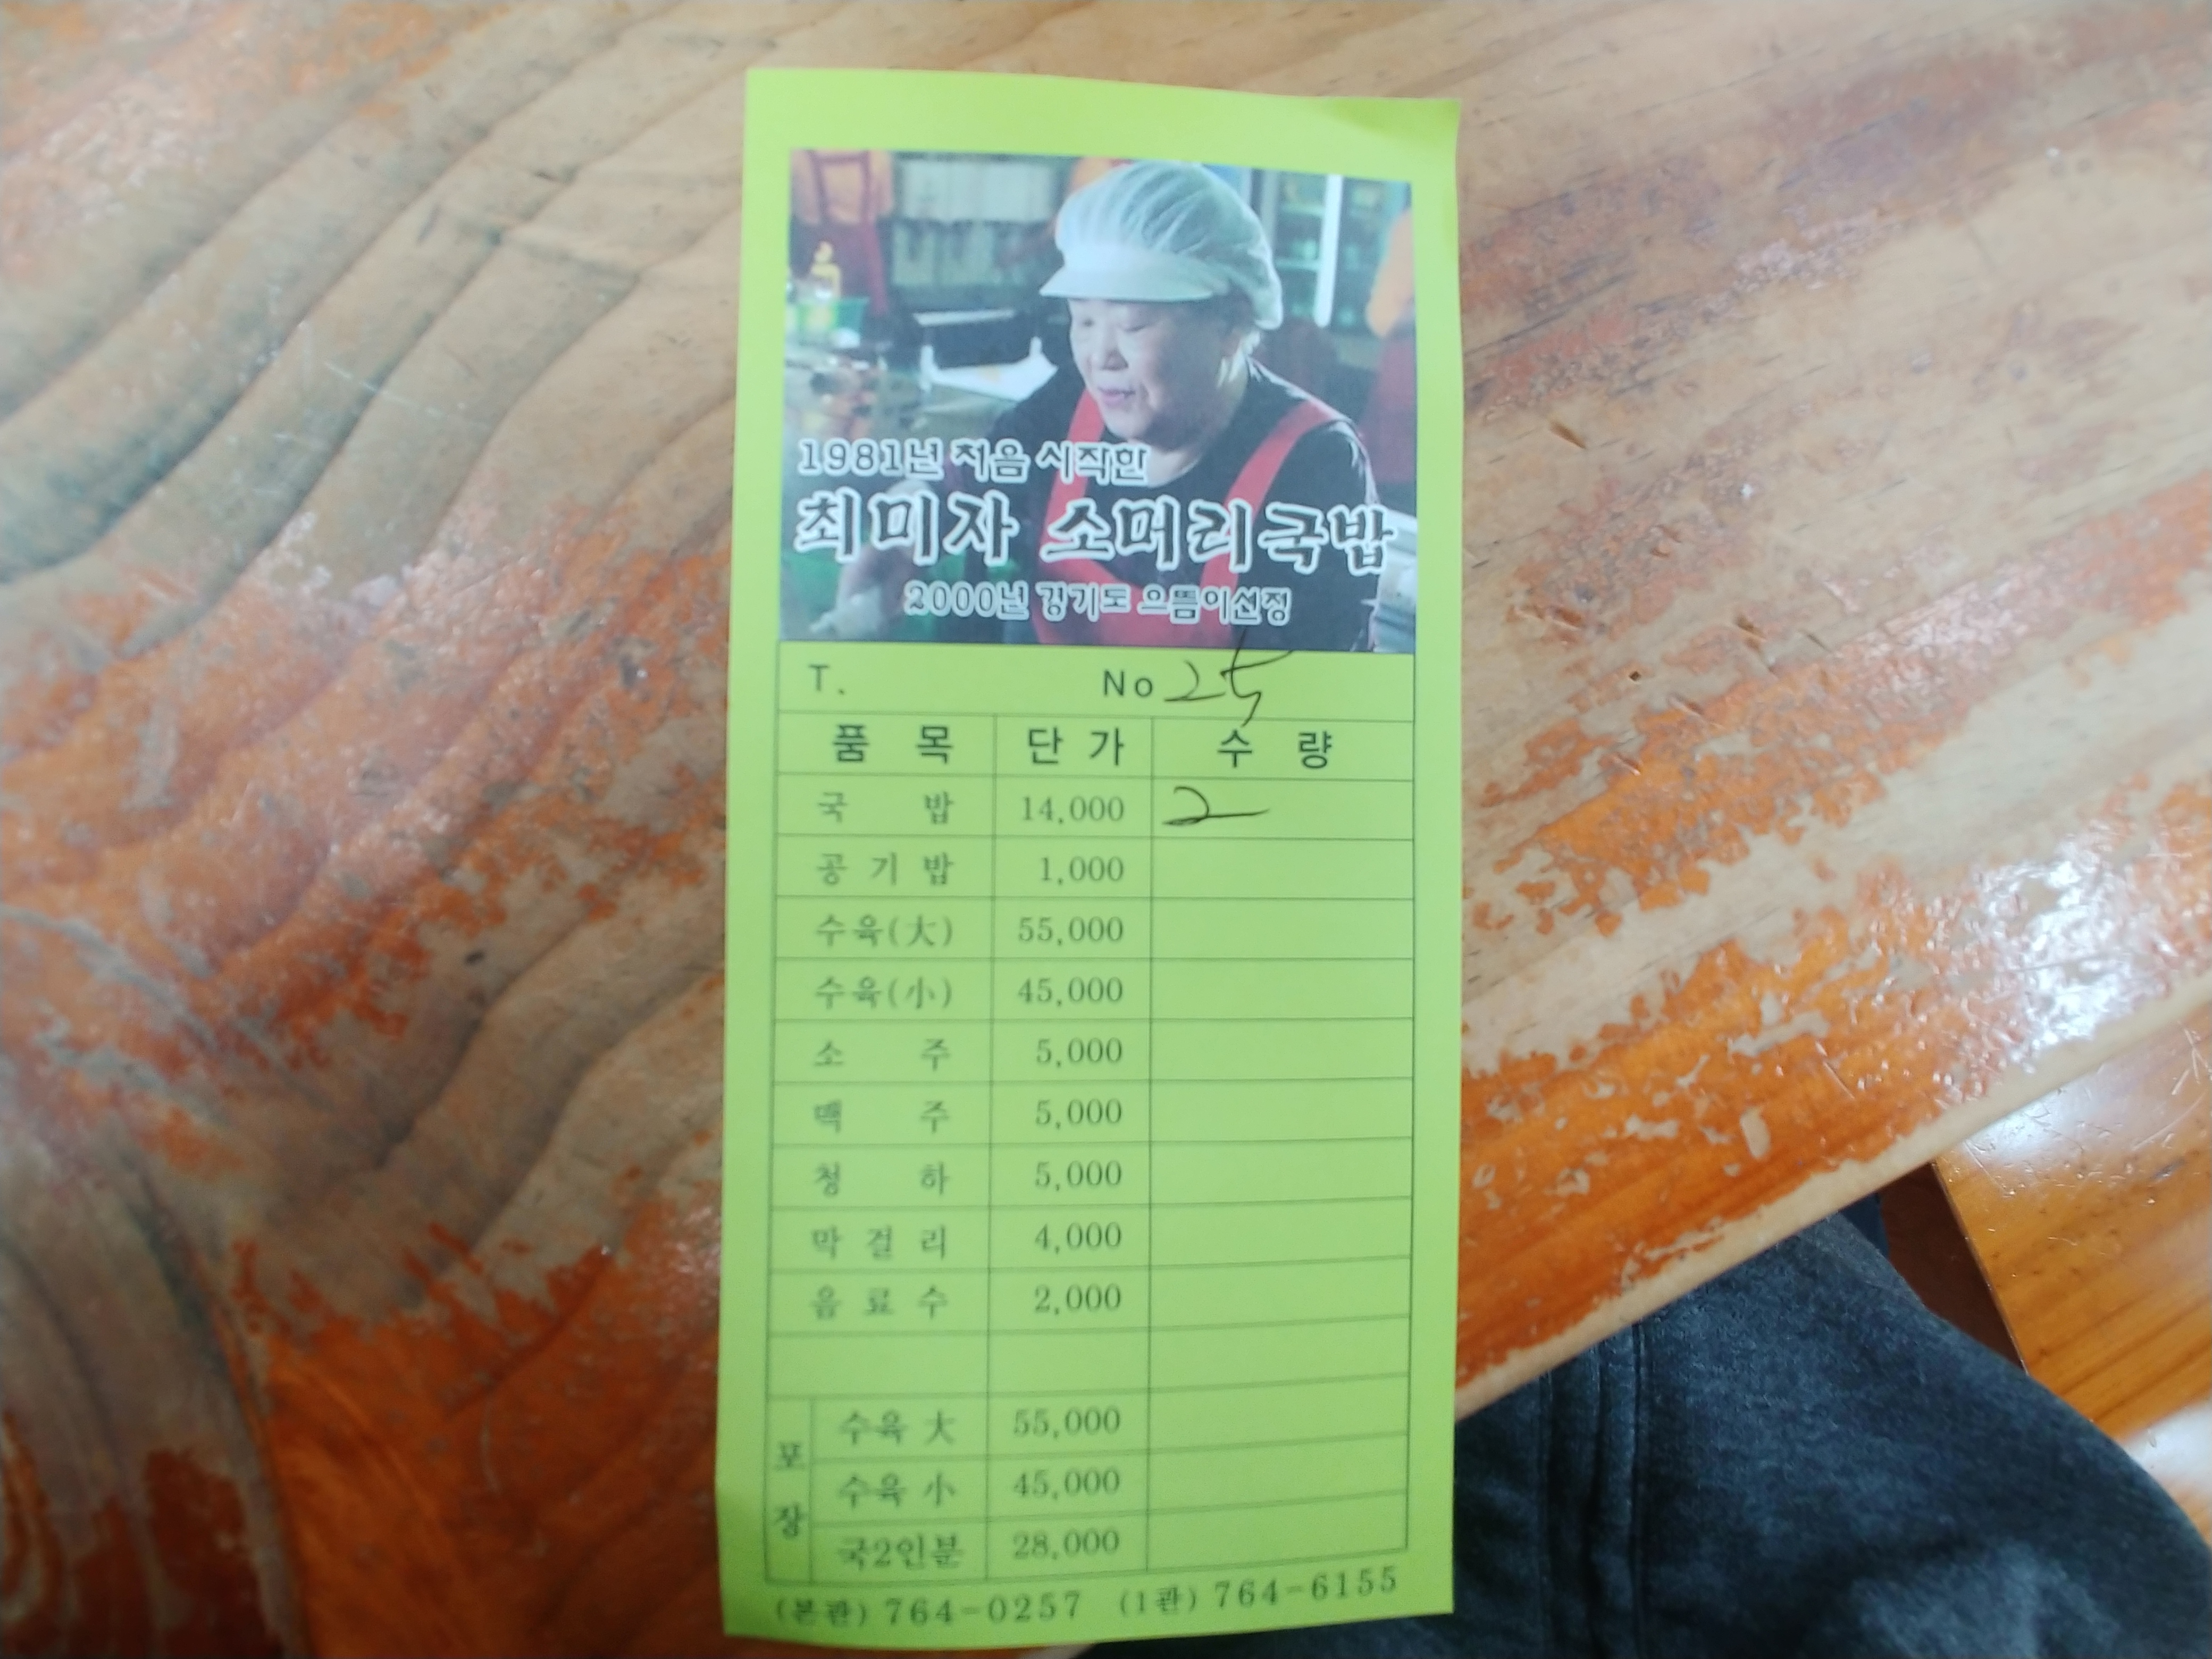 1981년 처음 시작한
최미자 소머리국밥
2000년 경기도 으뜸이선정
T. No 25
품 목 단 가 수 량
국 밥 14,000 2
공 기 밥 1,000
수육(大) 55,000
수육(小) 45,000
소 주 5,000
맥 주 5,000
청 하 5,000
막 걸 리 4,000
음 료 수 2,000
포 장
수육 大 55,000
수육 小 45,000
국2인분 28,000
(본관) 764-0257 (1관) 764-6155